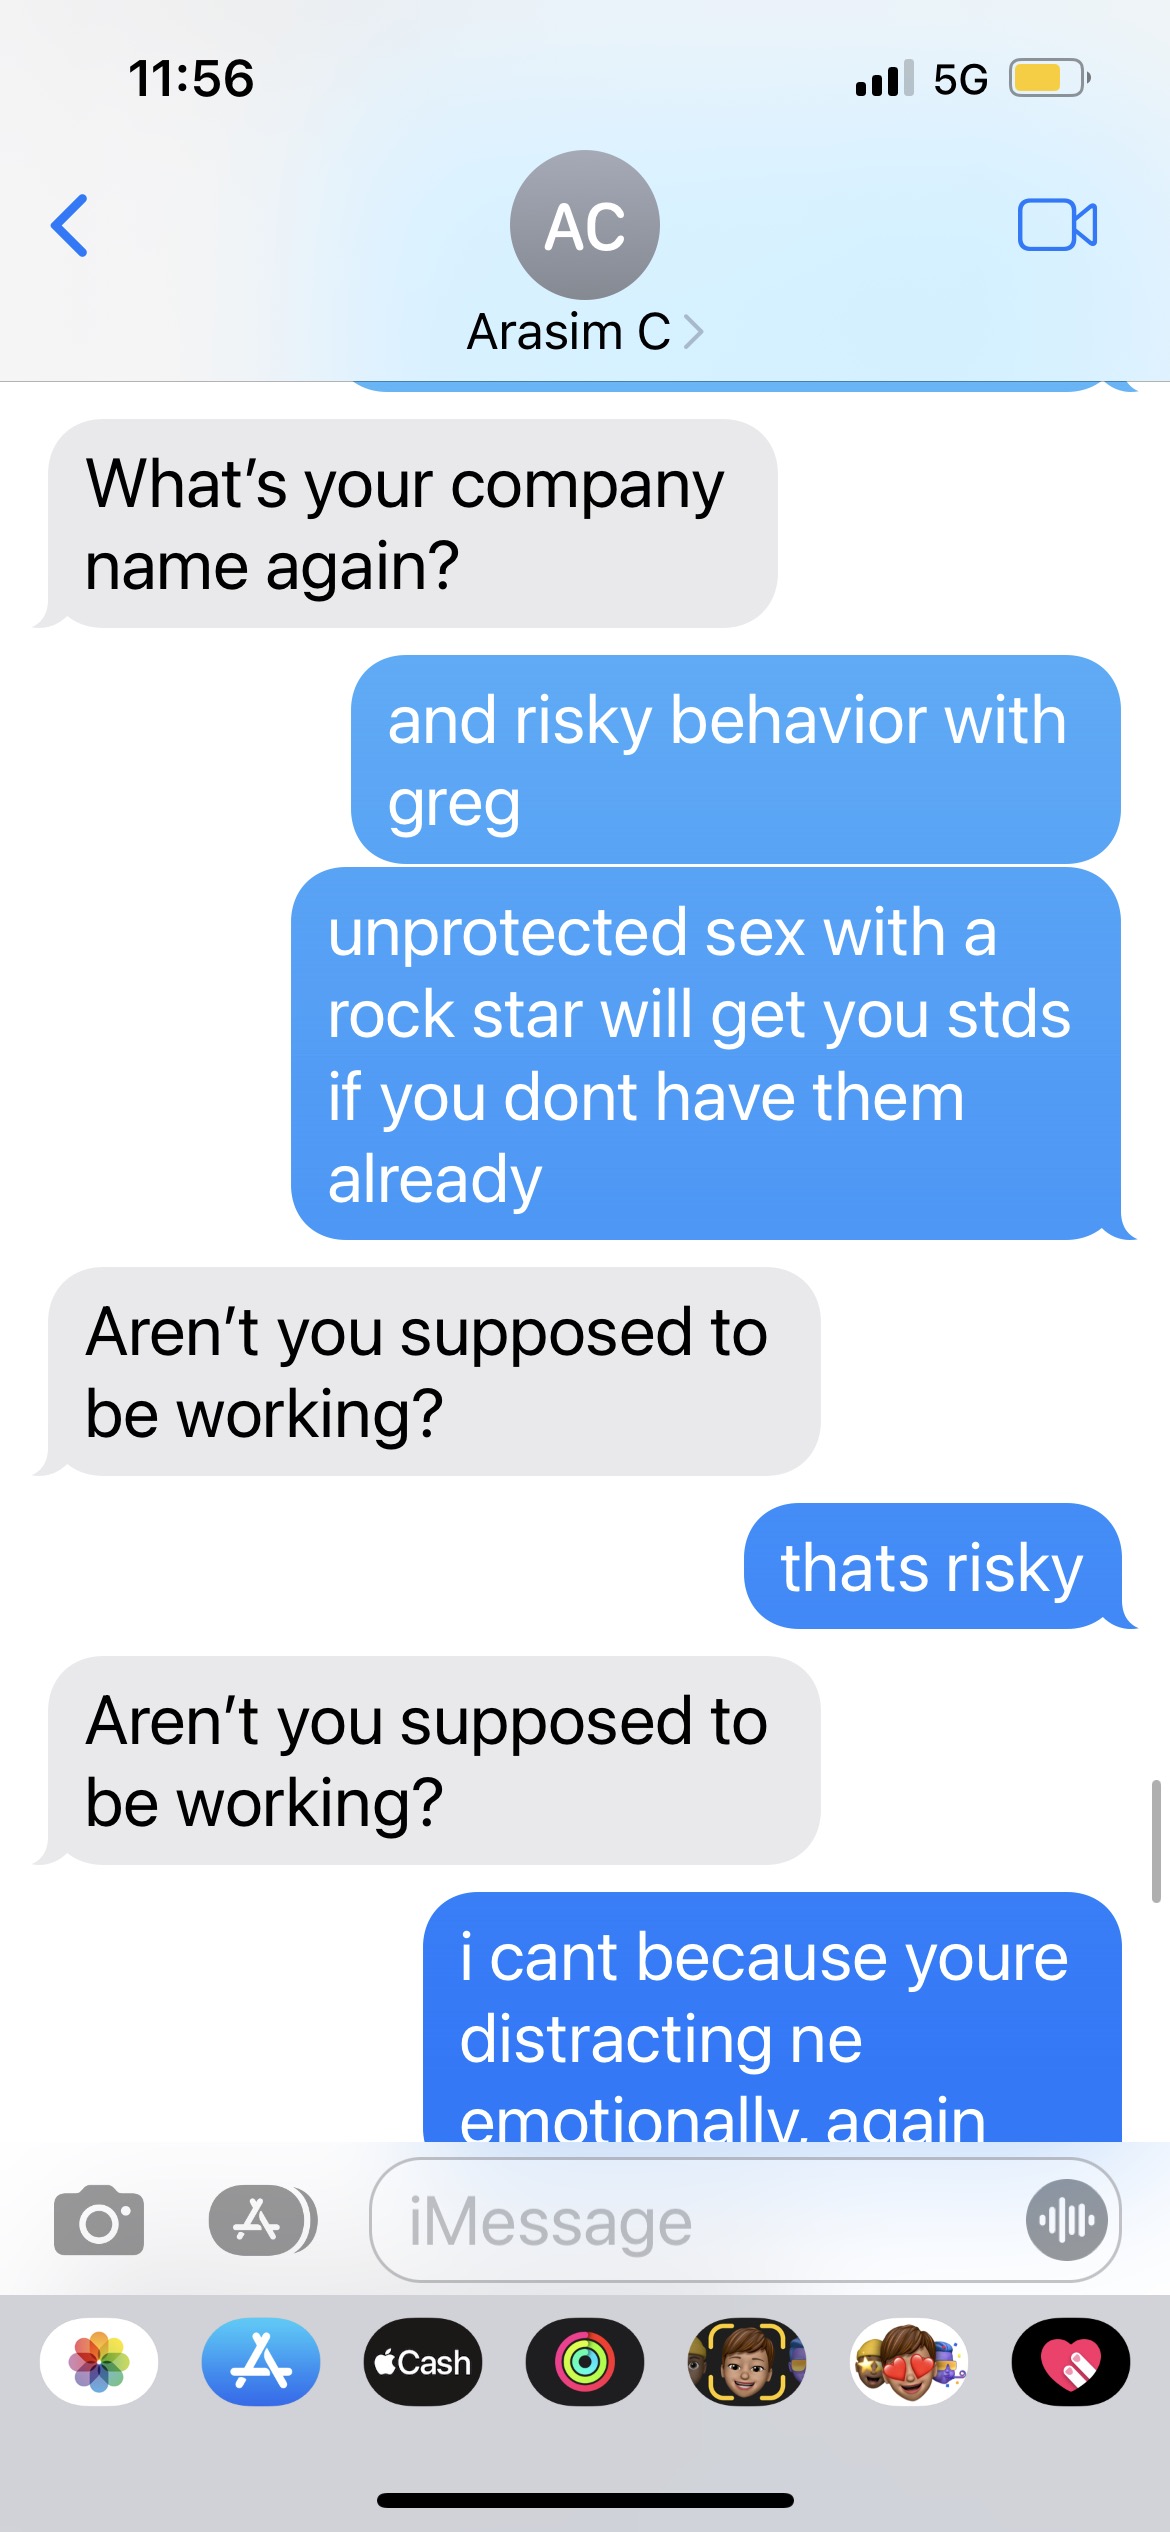 11:56
5G
AC
Arasim C
What's your company
name again?
and risky behavior with
greg
unprotected sex with a
rock star will get you stds
if you dont have them
already
Aren't you supposed to
be working?
thats risky
Aren't you supposed to
be working?
i cant because youre
distracting ne
emotionally, again
iMessage
Cash